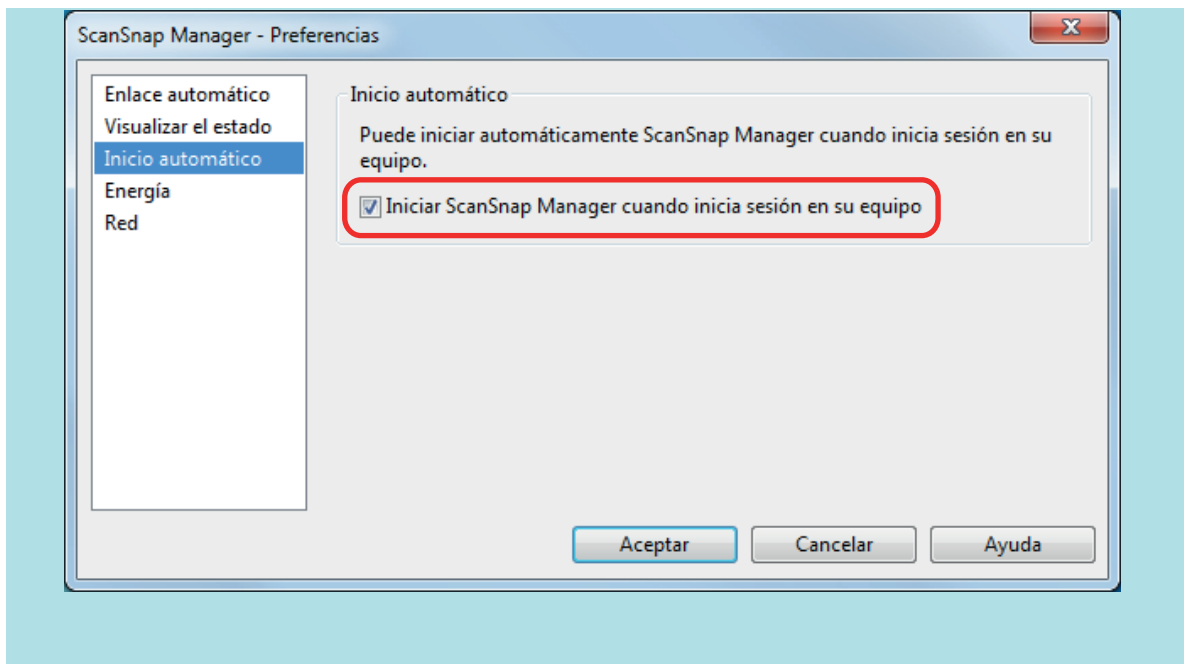 ScanSnap Manager - Preferencias
Enlace automático
Visualizar el estado
Inicio automático
Energía
Red
Inicio automático
Puede iniciar automáticamente ScanSnap Manager cuando inicia sesión en su
equipo.
Iniciar ScanSnap Manager cuando inicia sesión en su equipo
Aceptar
Cancelar
Ayuda